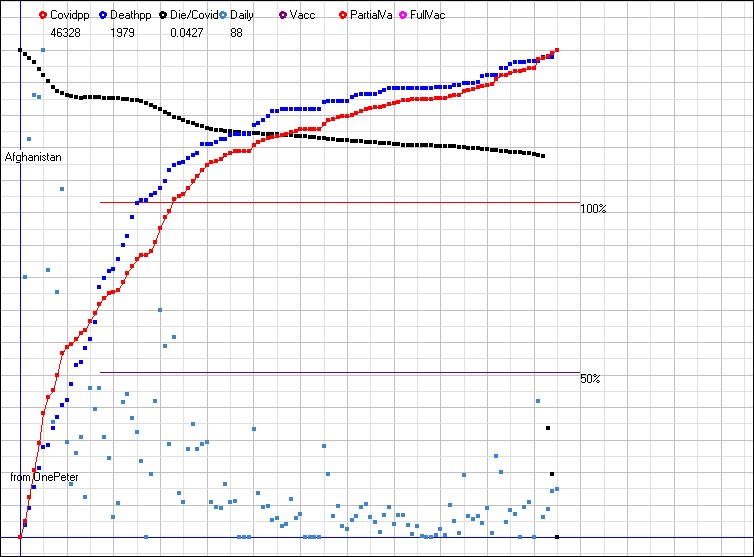 Covidpp Deathpp Die/Covid Daily Vacc PartialVa FullVac
46328 1979 0.0427 88
Afghanistan
100%
50%
from OnePeter